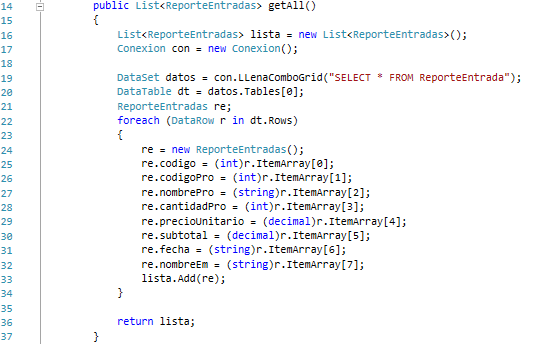 14 public List<ReporteEntradas> getAll()
15 {
16 List<ReporteEntradas> lista = new List<ReporteEntradas>();
17 Conexion con = new Conexion();
18
19 DataSet datos = con.LLenaComboGrid("SELECT * FROM ReporteEntrada");
20 DataTable dt = datos.Tables[0];
21 ReporteEntradas re;
22 foreach (DataRow r in dt.Rows)
23 {
24 re = new ReporteEntradas();
25 re.codigo = (int)r.ItemArray[0];
26 re.codigoPro = (int)r.ItemArray[1];
27 re.nombrePro = (string)r.ItemArray[2];
28 re.cantidadPro = (int)r.ItemArray[3];
29 re.precioUnitario = (decimal)r.ItemArray[4];
30 re.subtotal = (decimal)r.ItemArray[5];
31 re.fecha = (string)r.ItemArray[6];
32 re.nombreEm = (string)r.ItemArray[7];
33 lista.Add(re);
34 }
35
36 return lista;
37 }